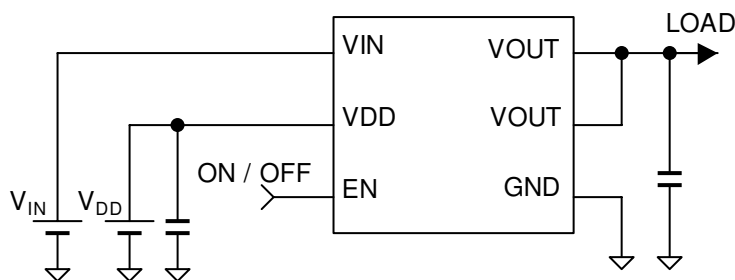 LOAD
VIN VOUT
VDD VOUT
ON / OFF
EN GND
VIN VDD